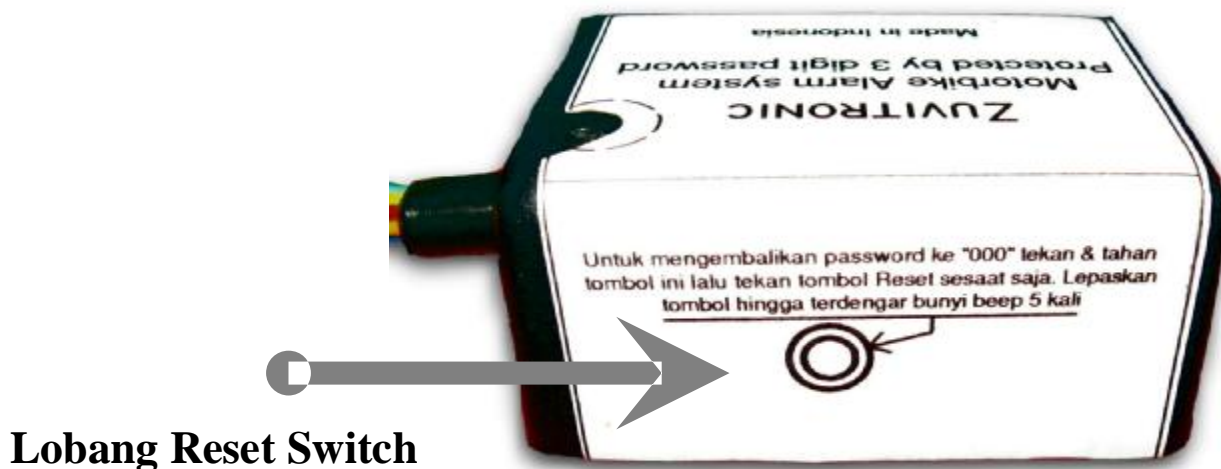 Made in Indonesia
Protected by 3 digit password
Motorbike Alarm system
ZUVITRONIC
Untuk mengembalikan password ke "000" tekan & tahan
tombol ini lalu tekan tombol Reset sesaat saja. Lepaskan
tombol hingga terdengar bunyi beep 5 kali
Lobang Reset Switch